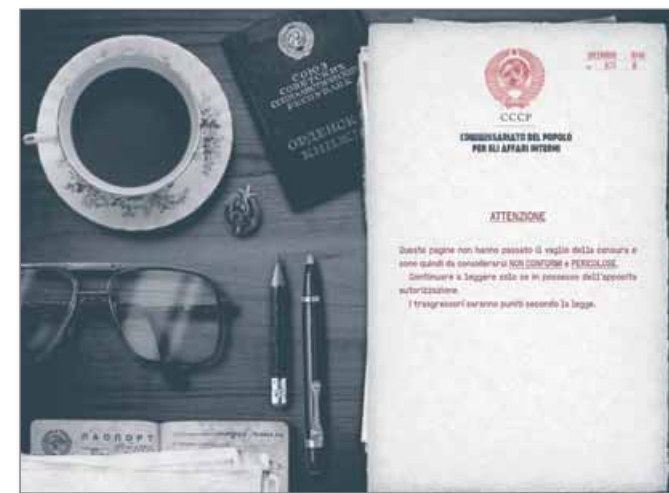 СОЮЗ
СОВЕТСКИХ
СОЦИАЛИСТИЧЕСКИХ
РЕСПУБЛИК
ОРДЕНСКАЯ
КНИЖКА
ПАСПОРТ
СССР
COMMISSARIATO DEL POPOLO
PER GLI AFFARI INTERNI
ATTENZIONE
Queste pagine non hanno passato il vaglio della censura e
sono quindi da considerarsi NON CONFORMI e PERICOLOSE.
Continuare a leggere solo se in possesso dell'apposita
autorizzazione.
I trasgressori saranno puniti secondo la legge.